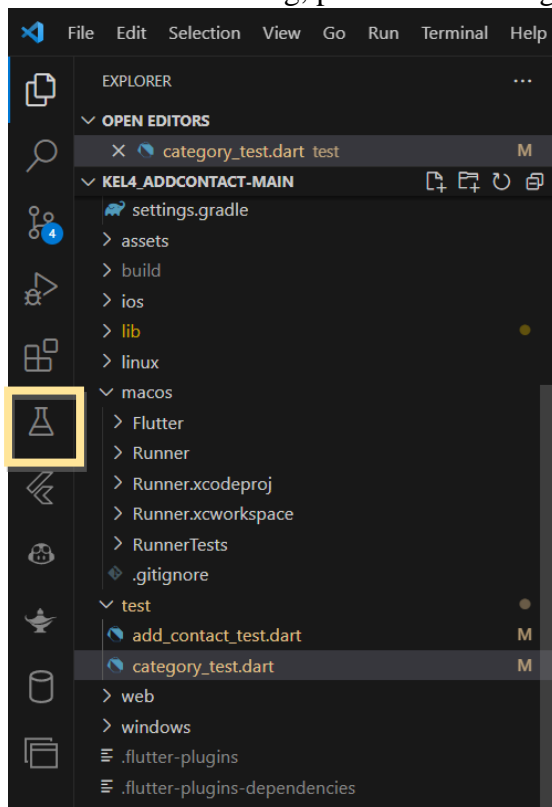 File Edit Selection View Go Run Terminal Help
EXPLORER ...
OPEN EDITORS
category_test.dart test M
KEL4_ADDCONTACT-MAIN
settings.gradle
assets
build
ios
4
lib
linux
macos
Flutter
Runner
Runner.xcodeproj
Runner.xcworkspace
RunnerTests
.gitignore
test
add_contact_test.dart M
category_test.dart M
web
windows
.flutter-plugins
.flutter-plugins-dependencies